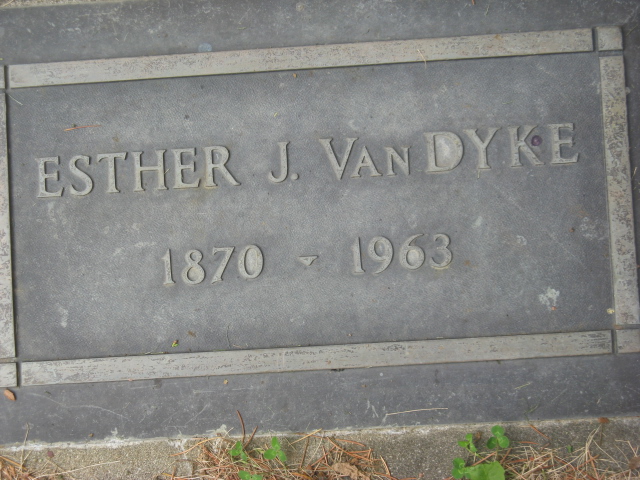 ESTHER J. VAN DYKE
1870 - 1963